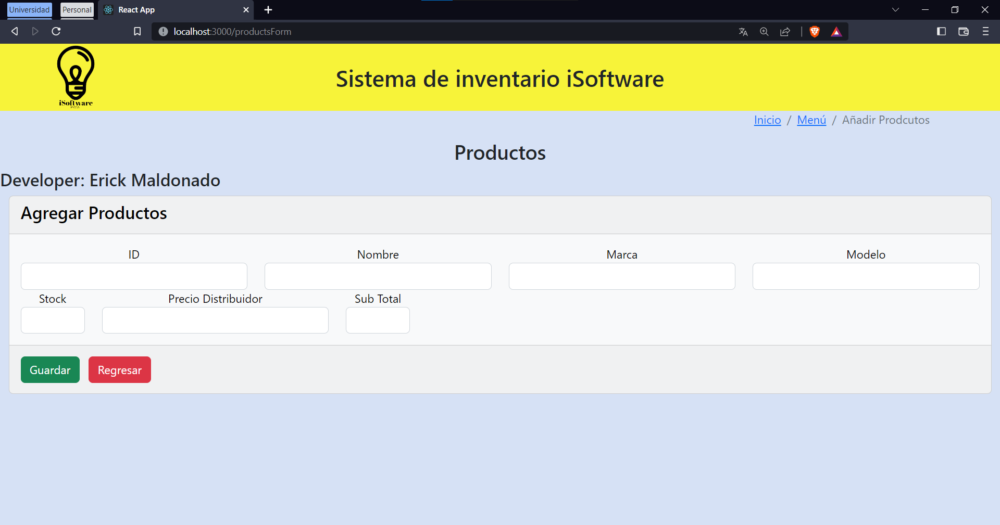 Universidad Personal React App
localhost:3000/productsForm
Sistema de inventario iSoftware
iSoftware
Inicio / Menú / Añadir Prodcutos
Productos
Developer: Erick Maldonado
Agregar Productos
ID Nombre Marca Modelo
Stock Precio Distribuidor Sub Total
Guardar Regresar